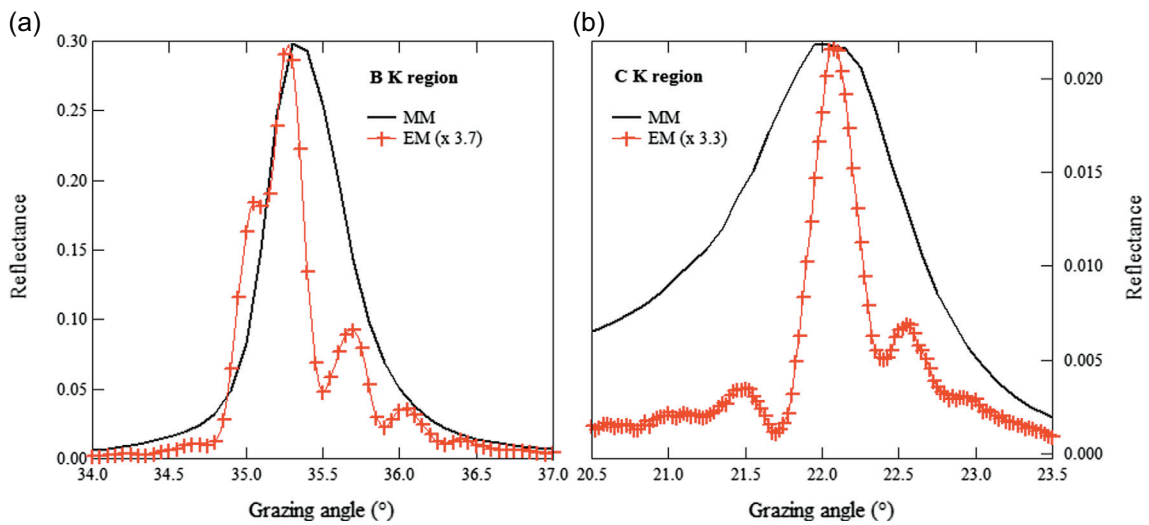 (a)
0.30
0.25
0.20
0.15
0.10
0.05
0.00
Reflectance
B K region
MM
EM (x 3.7)
34.0 34.5 35.0 35.5 36.0 36.5 37.0
Grazing angle (°)
(b)
C K region
MM
EM (x 3.3)
0.020
0.015
0.010
0.005
0.000
Reflectance
20.5 21.0 21.5 22.0 22.5 23.0 23.5
Grazing angle (°)